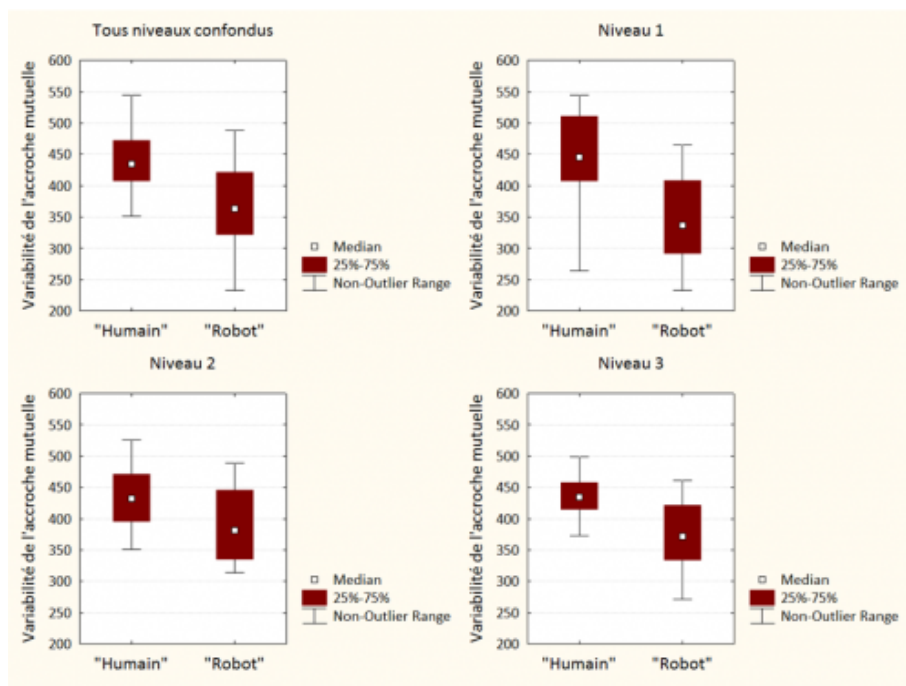 Tous niveaux confondus
Variabilité de l'accroche mutuelle
600
550
500
450
400
350
300
250
200
"Humain" "Robot"
Median
25%-75%
Non-Outlier Range
Niveau 1
Variabilité de l'accroche mutuelle
600
550
500
450
400
350
300
250
200
"Humain" "Robot"
Median
25%-75%
Non-Outlier Range
Niveau 2
Variabilité de l'accroche mutuelle
600
550
500
450
400
350
300
250
200
"Humain" "Robot"
Median
25%-75%
Non-Outlier Range
Niveau 3
Variabilité de l'accroche mutuelle
600
550
500
450
400
350
300
250
200
"Humain" "Robot"
Median
25%-75%
Non-Outlier Range